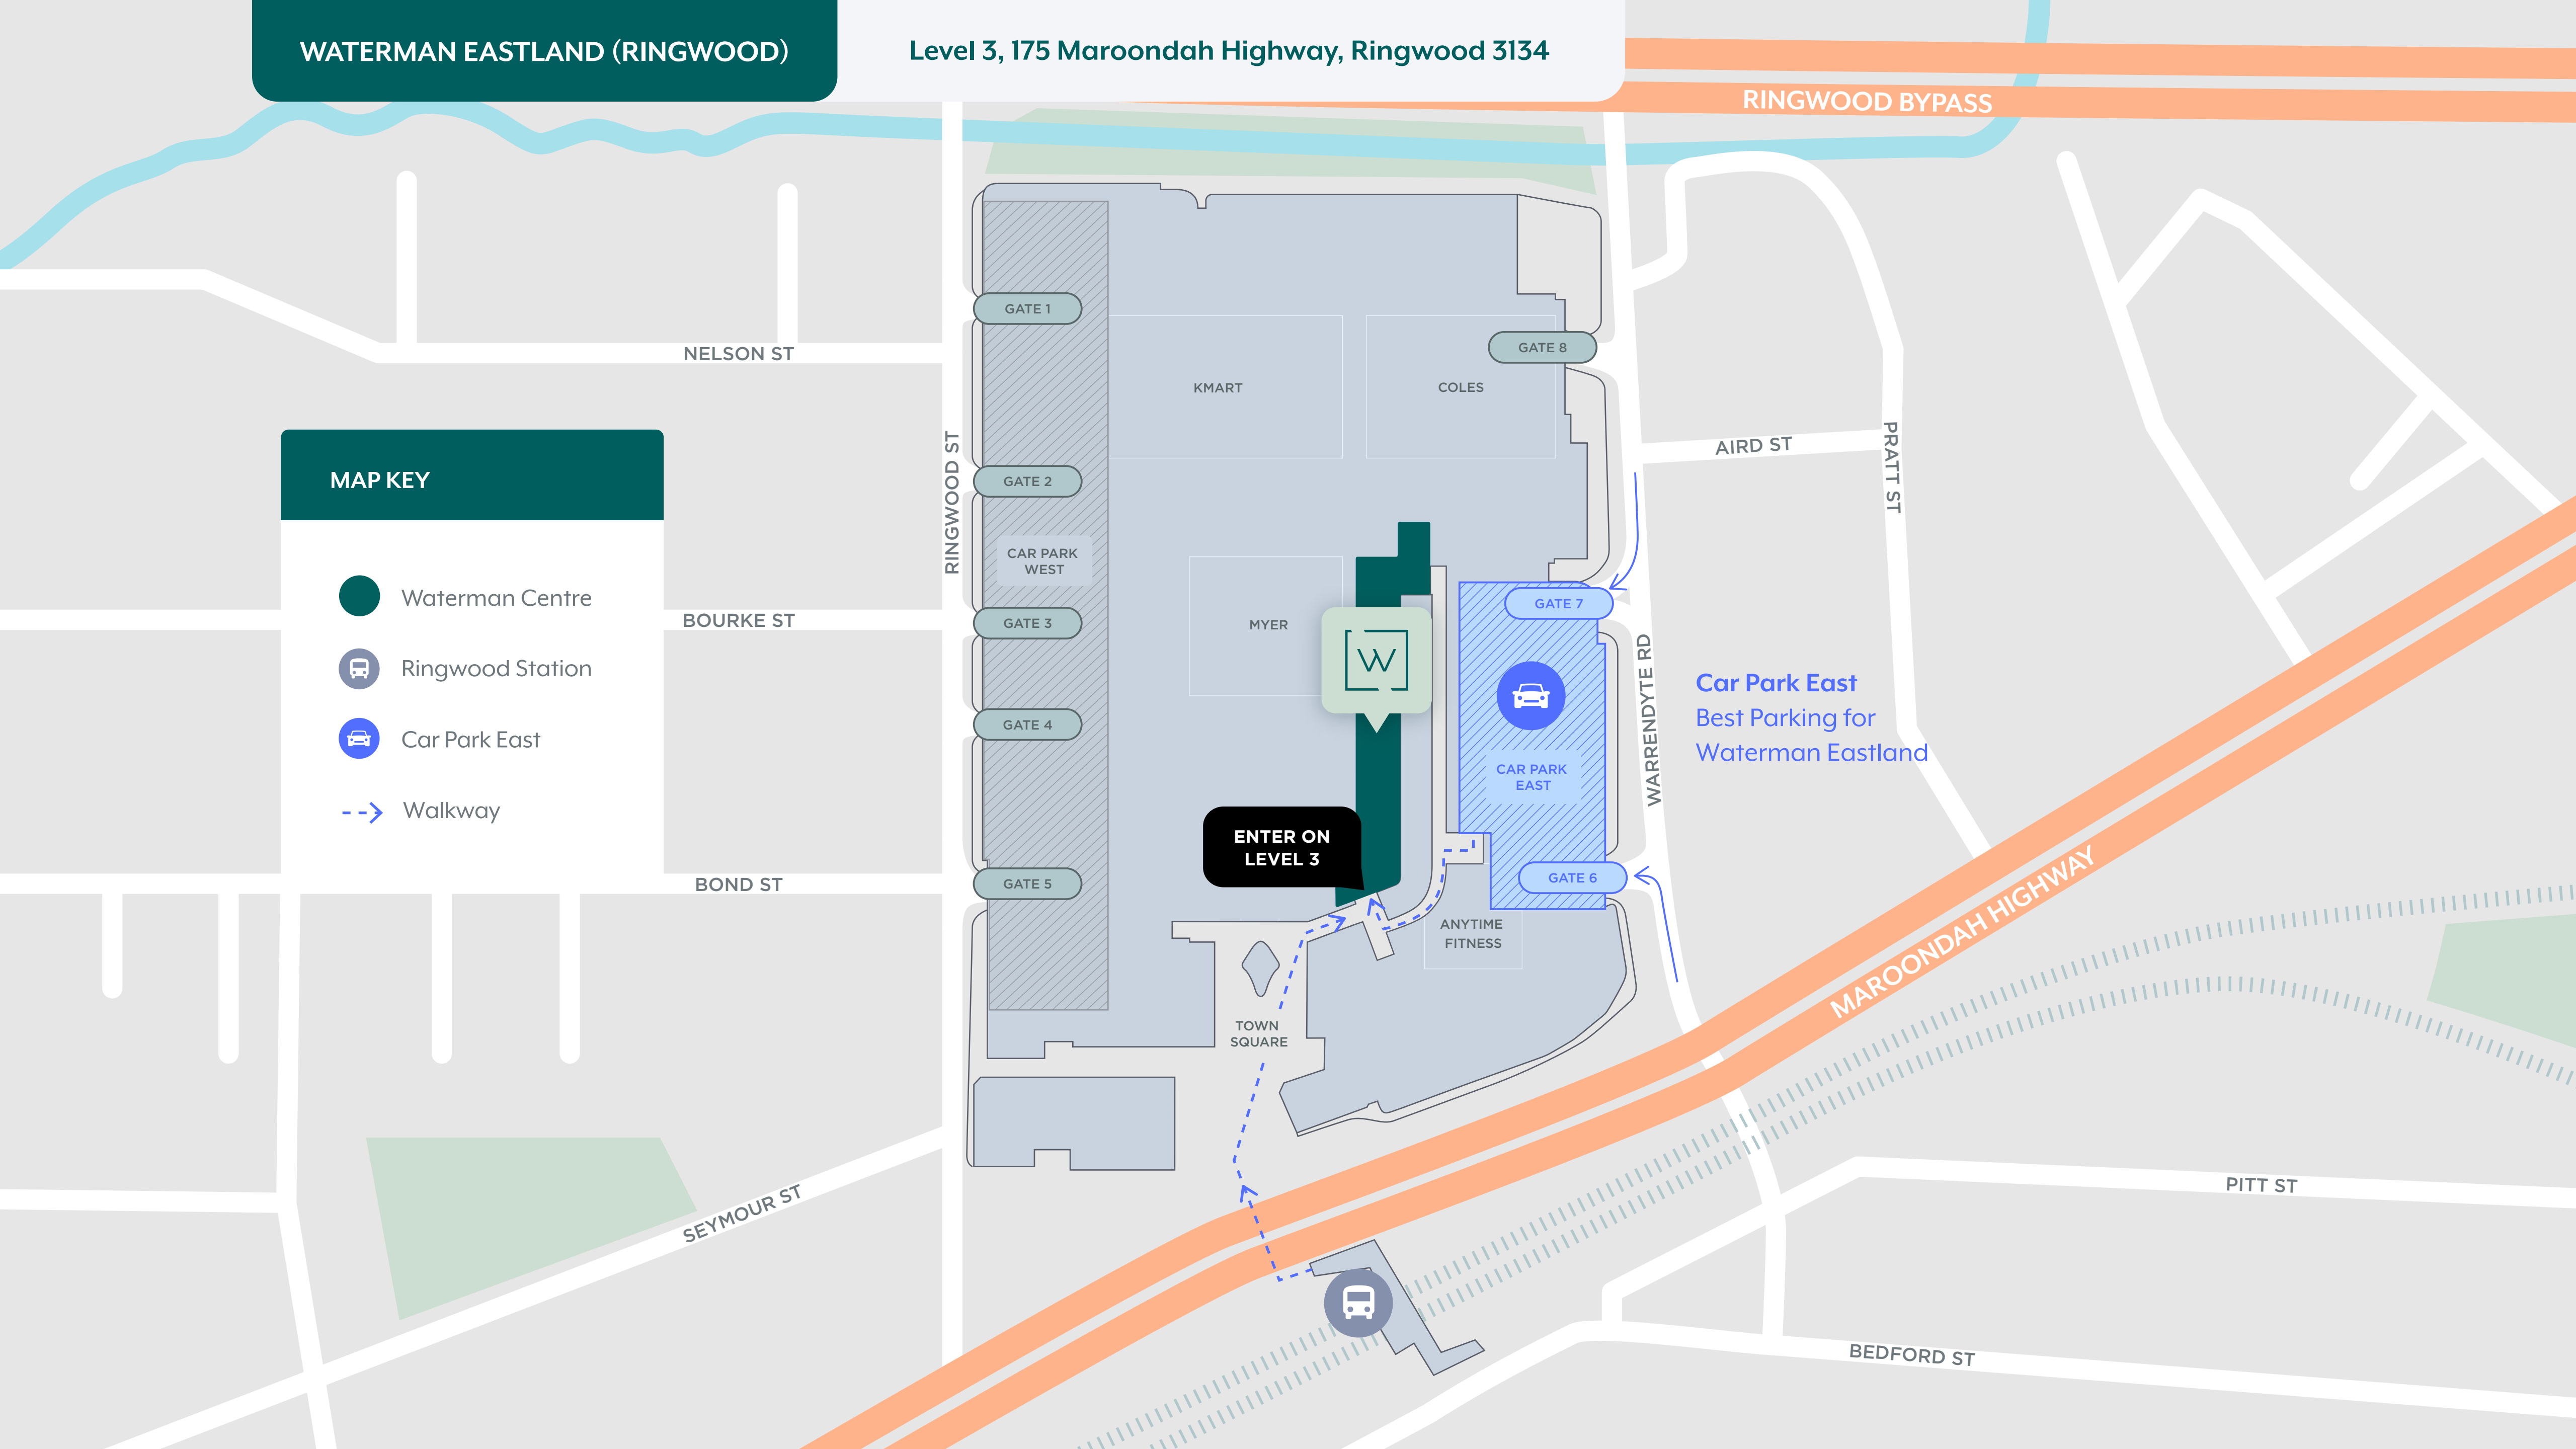 WATERMAN EASTLAND (RINGWOOD)
Level 3, 175 Maroondah Highway, Ringwood 3134
RINGWOOD BYPASS
GATE 1
GATE 8
NELSON ST
KMART
COLES
MAP KEY
Waterman Centre
Ringwood Station
Car Park East
Walkway
RINGWOOD ST
GATE 2
AIRD ST
PRATT ST
CAR PARK
WEST
BOURKE ST
GATE 3
MYER
W
GATE 7
WARRENDYTE RD
Car Park East
Best Parking for
Waterman Eastland
GATE 4
CAR PARK
EAST
ENTER ON
LEVEL 3
BOND ST
GATE 5
GATE 6
ANYTIME
FITNESS
MAROONDAH HIGHWAY
TOWN
SQUARE
SEYMOUR ST
PITT ST
BEDFORD ST